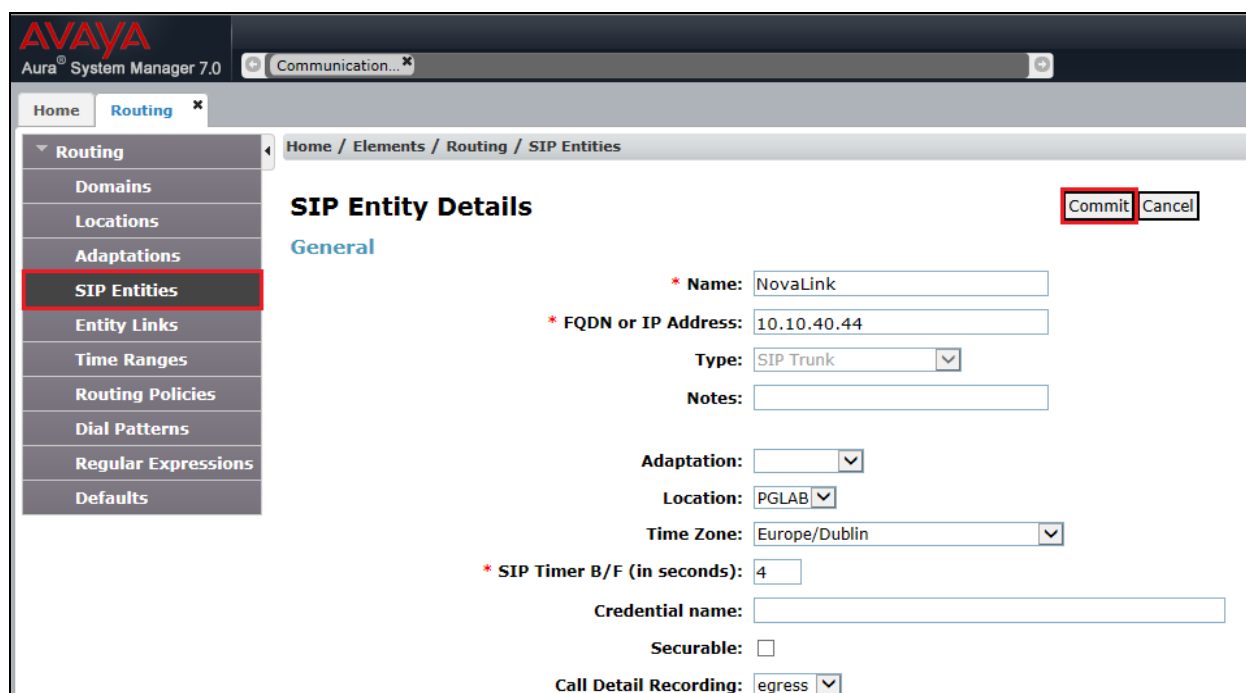 AVAYA
Aura® System Manager 7.0
Communication...
Home
Routing
Routing
Domains
Locations
Adaptations
SIP Entities
Entity Links
Time Ranges
Routing Policies
Dial Patterns
Regular Expressions
Defaults
Home / Elements / Routing / SIP Entities
SIP Entity Details
Commit Cancel
General
* Name: NovaLink
* FQDN or IP Address: 10.10.40.44
Type: SIP Trunk
Notes:
Adaptation:
Location: PGLAB
Time Zone: Europe/Dublin
* SIP Timer B/F (in seconds): 4
Credential name:
Securable:
Call Detail Recording: egress